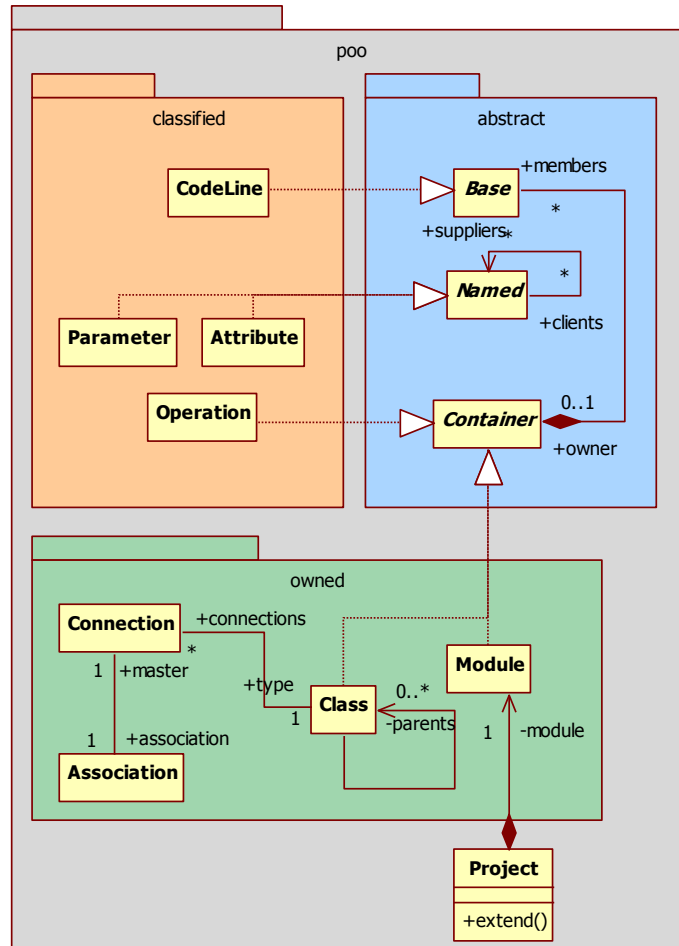 poo
classified
abstract
CodeLine
Base
+members
*
+suppliers
*
Named
*
+clients
Parameter
Attribute
Operation
Container
0..1
+owner
owned
Connection
+connections
*
1
+master
+type
1
Class
0..*
-parents
Module
1
-module
1
+association
Association
Project
+extend()